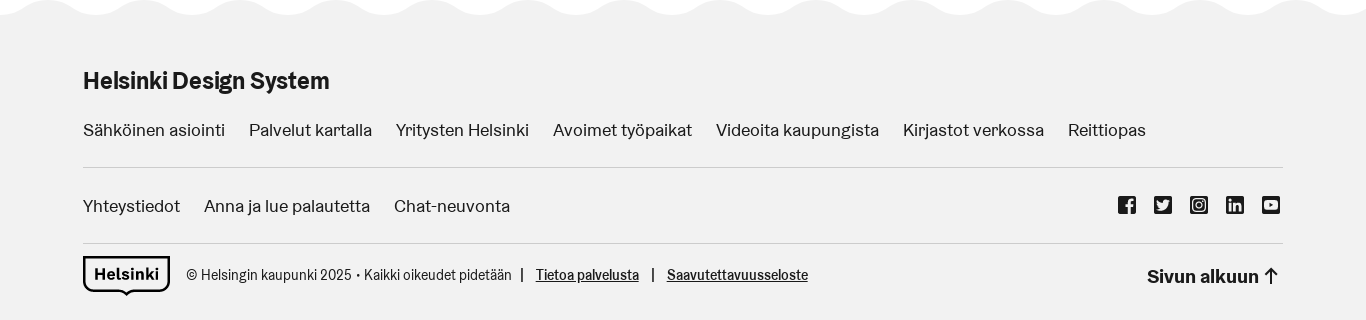 Helsinki Design System
Sähköinen asiointi Palvelut kartalla Yritysten Helsinki Avoimet työpaikat Videoita kaupungista Kirjastot verkossa Reittiopas
Yhteystiedot Anna ja lue palautetta Chat-neuvonta
Helsinki © Helsingin kaupunki 2025 • Kaikki oikeudet pidetään | Tietoa palvelusta | Saavutettavuusseloste Sivun alkuun ↑